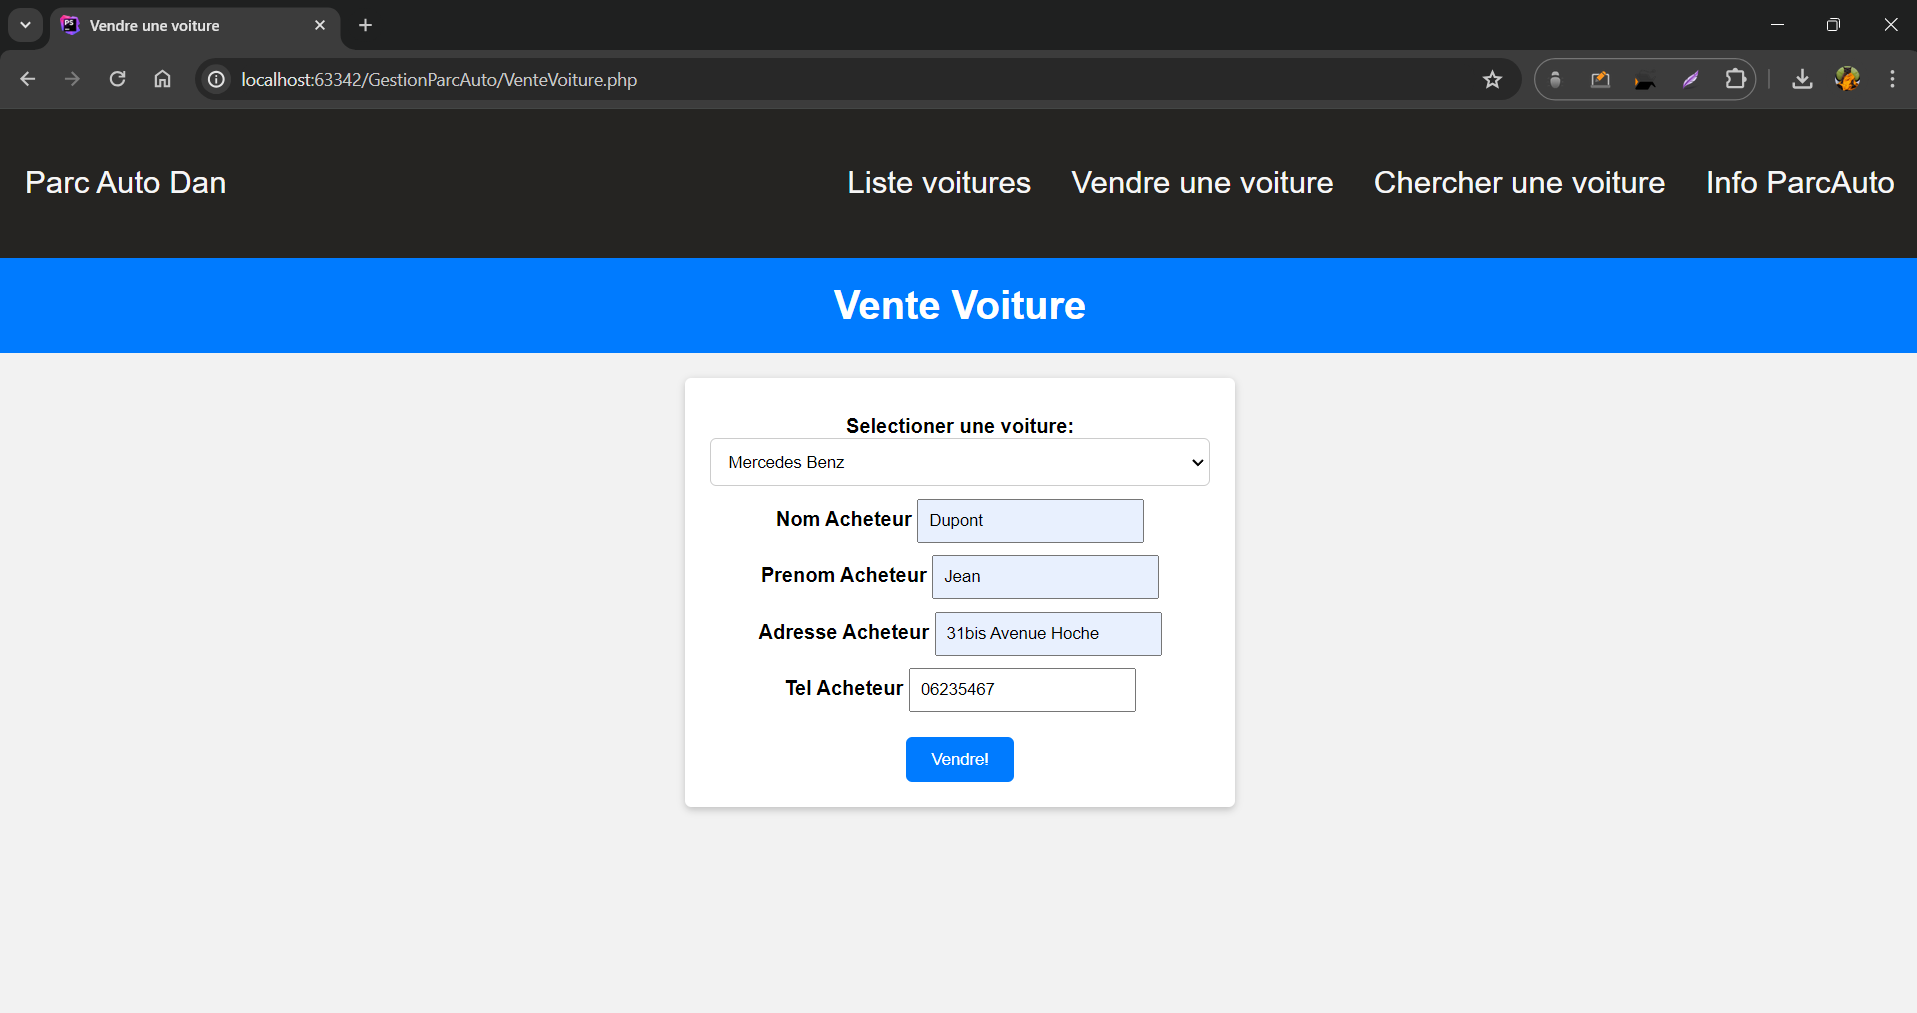 Vendre une voiture
localhost:63342/GestionParcAuto/VenteVoiture.php
Parc Auto Dan
Liste voitures
Vendre une voiture
Chercher une voiture
Info ParcAuto
Vente Voiture
Selectioner une voiture:
Mercedes Benz
Nom Acheteur Dupont
Prenom Acheteur Jean
Adresse Acheteur 31bis Avenue Hoche
Tel Acheteur 06235467
Vendre!